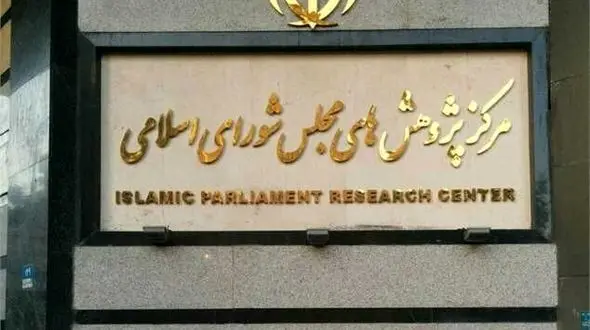 مرکز پژوهش های مجلس شورای اسلامی
ISLAMIC PARLIAMENT RESEARCH CENTER